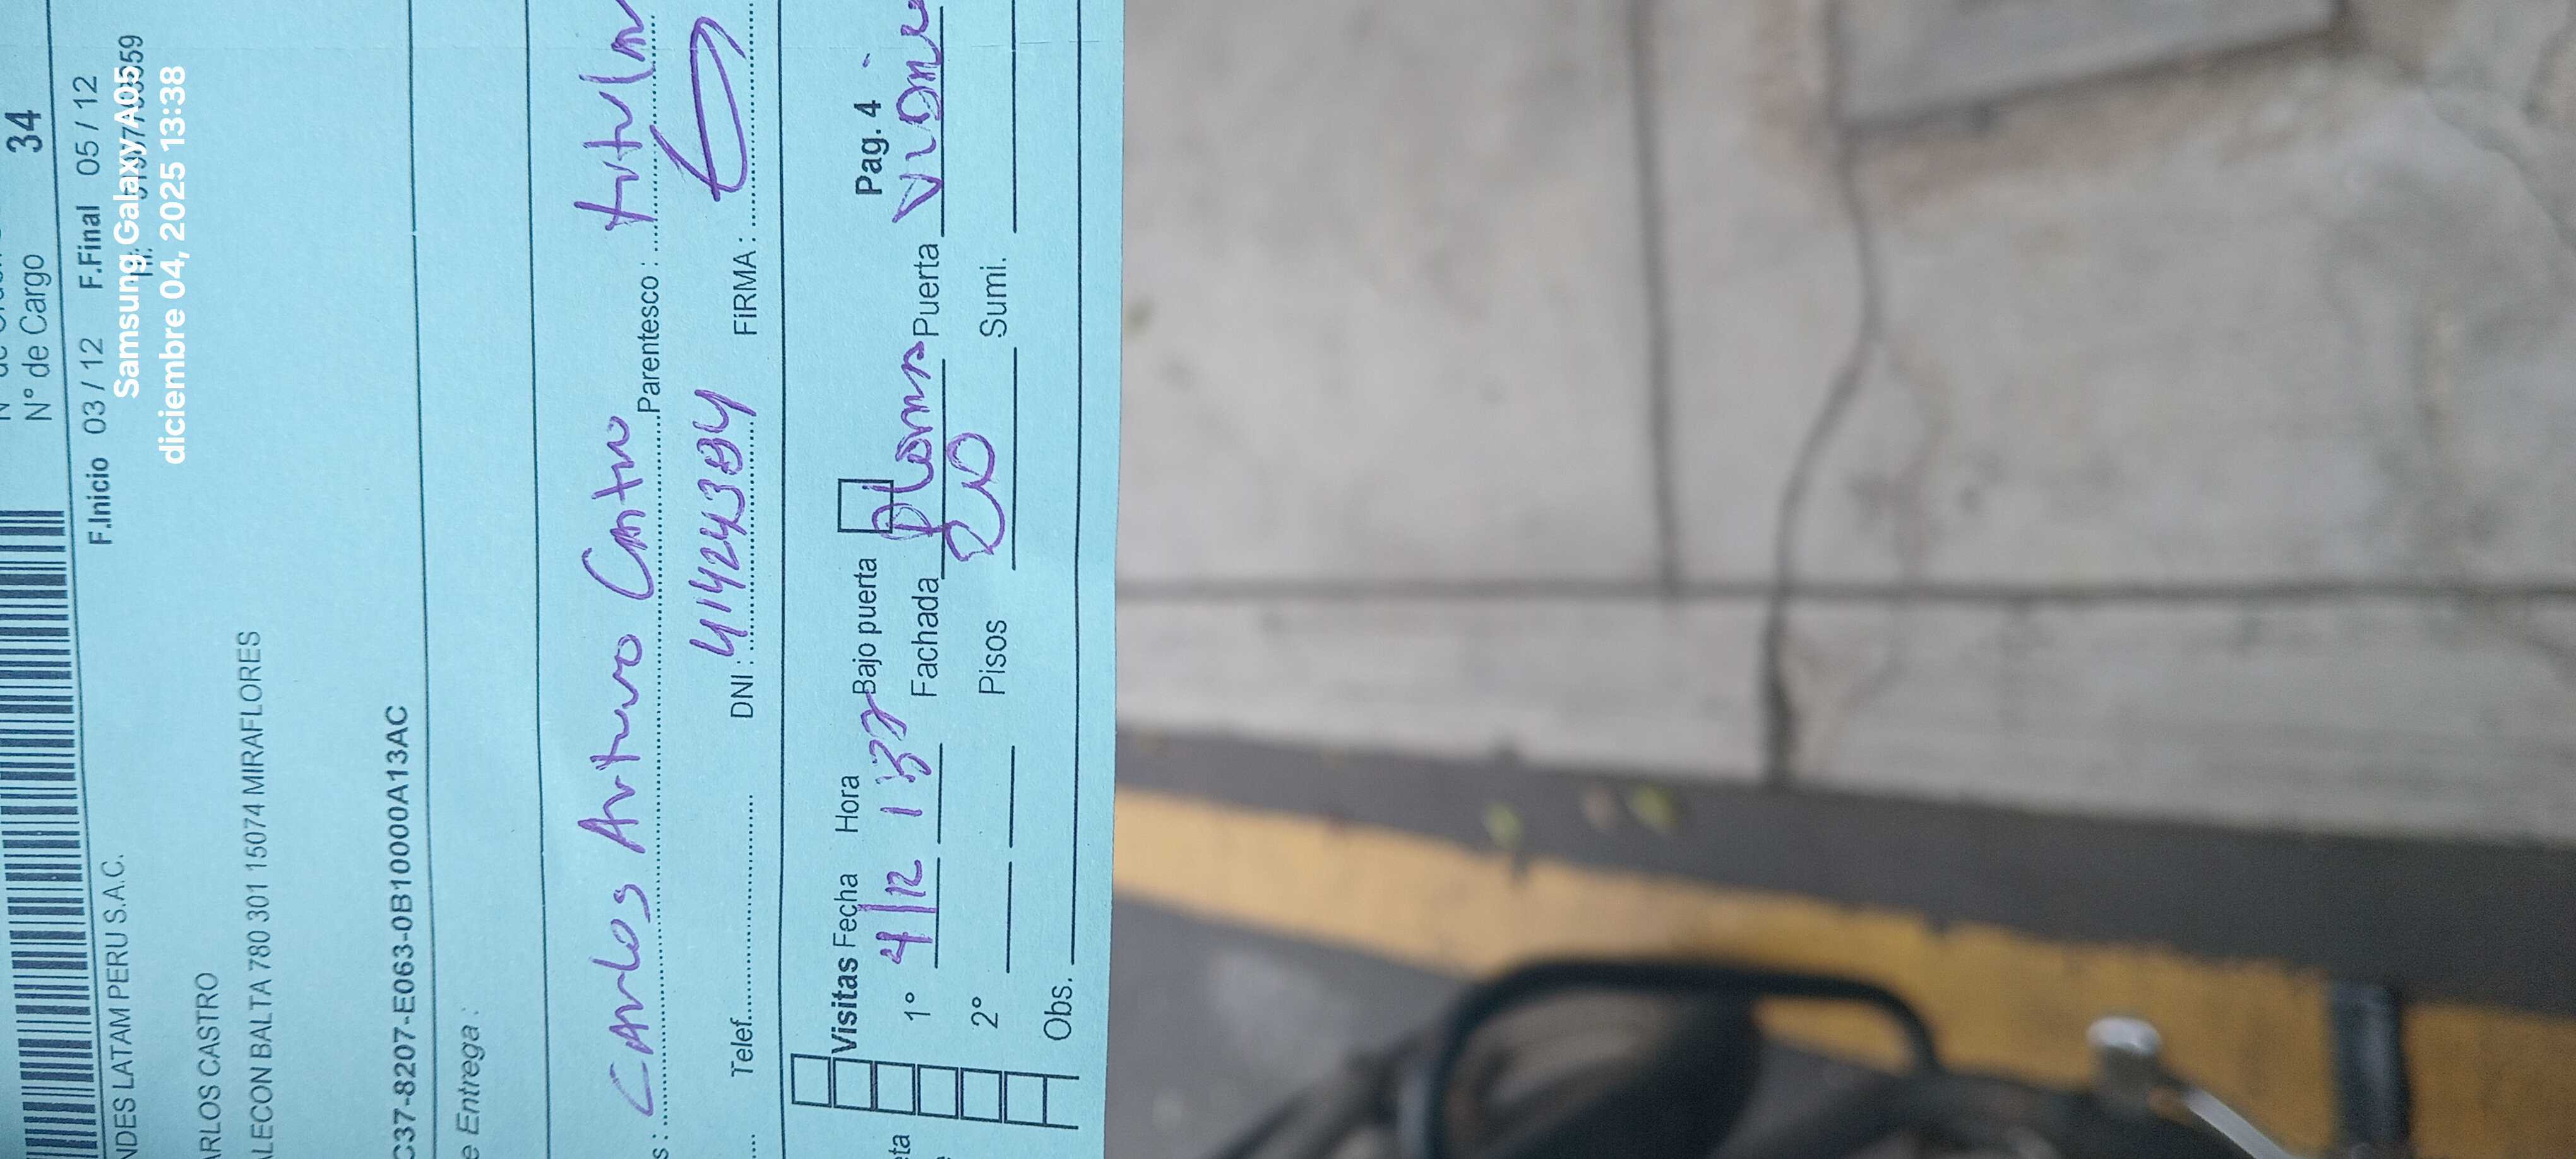 N° de Cargo 34
F.Inicio 03 / 12 F.Final 05 / 12
Samsung Galaxy A05
diciembre 04, 2025 13:38
NDES LATAM PERU S.A.C.
ARLOS CASTRO
ALECON BALTA 780 301 15074 MIRAFLORES
C37-8207-E063-0B10000A13AC
e Entrega :
s : Carlos Arturo Castro Parentesco : titular
Telef. DNI : FIRMA :
Visitas Fecha Hora Bajo puerta Pag. 4
1° 4/12 Fachada plomo Puerta
2° Pisos 20 Sumi.
Obs.
eta